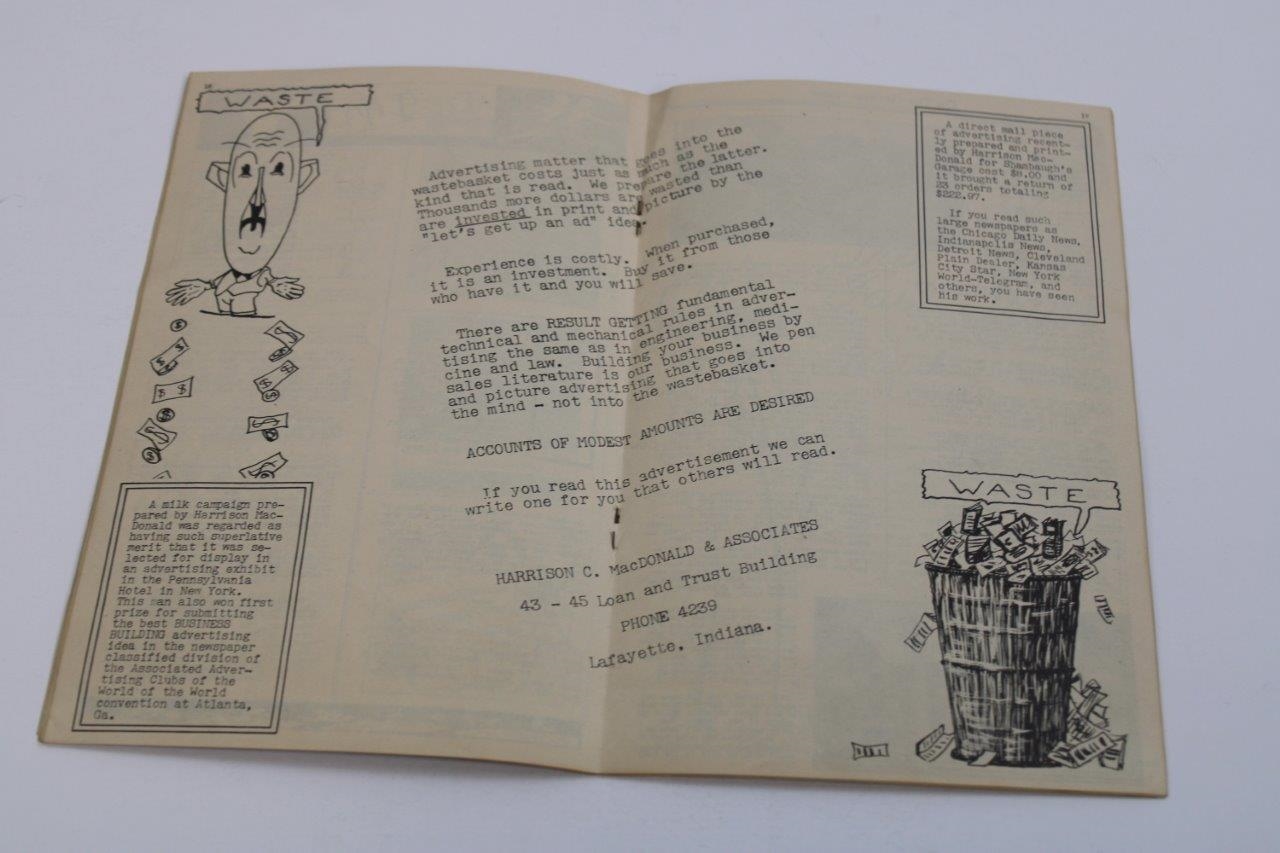 18
WASTE
A milk campaign pre-
pared by Harrison Mac-
Donald was regarded as
having such superlative
merit that it was se-
lected for display in
an advertising exhibit
in the Pennsylvania
Hotel in New York.
This man also won first
prize for submitting
the best BUSINESS
BUILDING advertising
idea in the newspaper
classified division of
the Associated Adver-
tising Clubs of the
World of the World
convention at Atlanta,
Ga.
Advertising matter that goes into the
wastebasket costs just as much as the
kind that is read. We prepare the latter.
Thousands more dollars are wasted than
are invested in print and picture by the
"let's get up an ad" idea.
Experience is costly. When purchased,
it is an investment. Buy it from those
who have it and you will save.
There are RESULT GETTING fundamental
technical and mechanical rules in adver-
tising the same as in engineering, medi-
cine and law. Building your business by
sales literature is our business. We pen
and picture advertising that goes into
the mind - not into the wastebasket.
ACCOUNTS OF MODEST AMOUNTS ARE DESIRED
If you read this advertisement we can
write one for you that others will read.
HARRISON C. MacDONALD & ASSOCIATES
43 - 45 Loan and Trust Building
PHONE 4239
Lafayette, Indiana.
19
A direct mail piece
of advertising recent-
ly prepared and print-
ed by Harrison Mac-
Donald for Shambaugh's
Garage cost $8.00 and
it brought a return of
23 orders totaling
$222.97.
If you read such
large newspapers as
the Chicago Daily News,
Indianapolis News,
Detroit News, Cleveland
Plain Dealer, Kansas
City Star, New York
World-Telegram, and
others, you have seen
his work.
WASTE